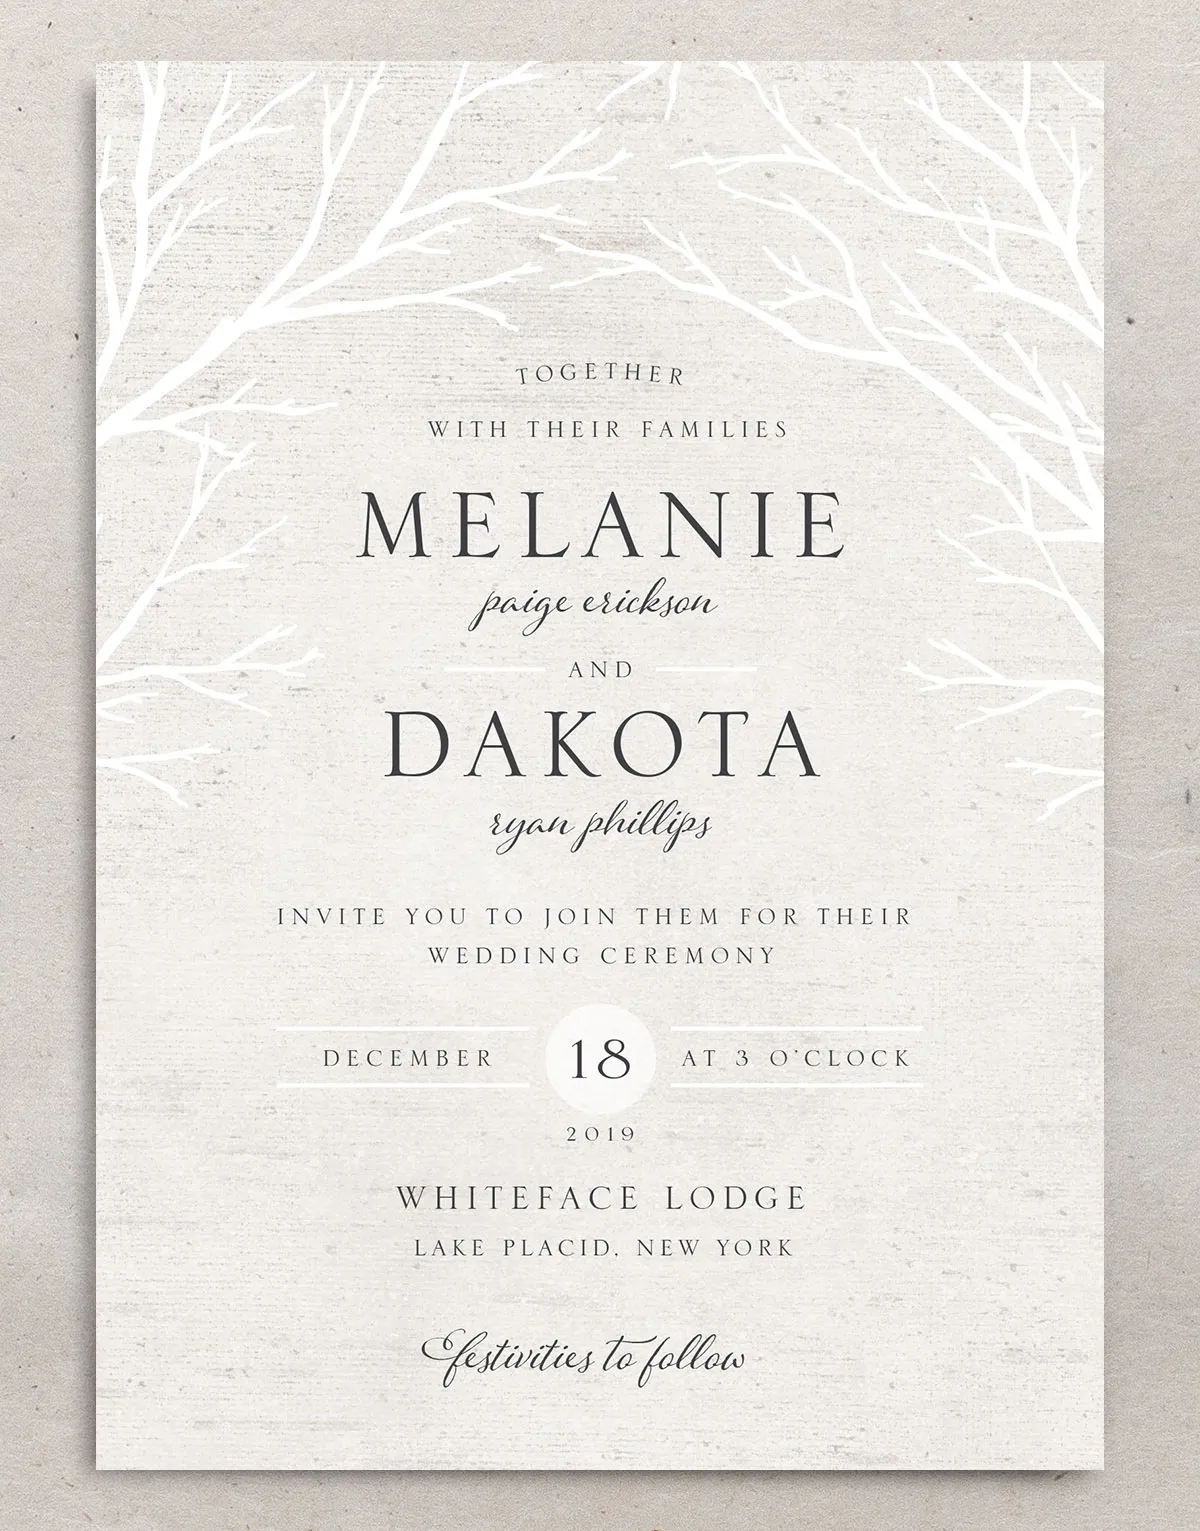 TOGETHER
WITH THEIR FAMILIES
MELANIE
paige erickson
AND
DAKOTA
ryan phillips
INVITE YOU TO JOIN THEM FOR THEIR
WEDDING CEREMONY
DECEMBER 18 AT 3 O'CLOCK
2019
WHITEFACE LODGE
LAKE PLACID, NEW YORK
festivities to follow